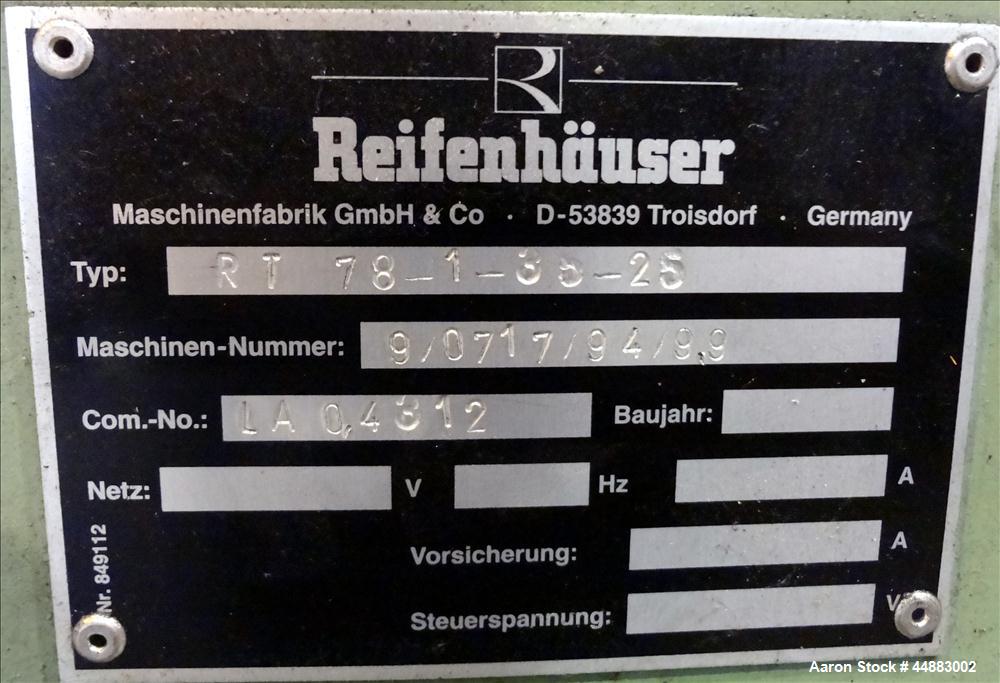 R
Reifenhäuser
Maschinenfabrik GmbH & Co · D-53839 Troisdorf · Germany
Typ: RT 78-1-35-25
Maschinen-Nummer: 9/0717/94/99
Com.-No.: LA 04312 Baujahr:
Netz: V Hz A
Vorsicherung: A
Steuerspannung: V
Nr. 849112
Aaron Stock # 44883002